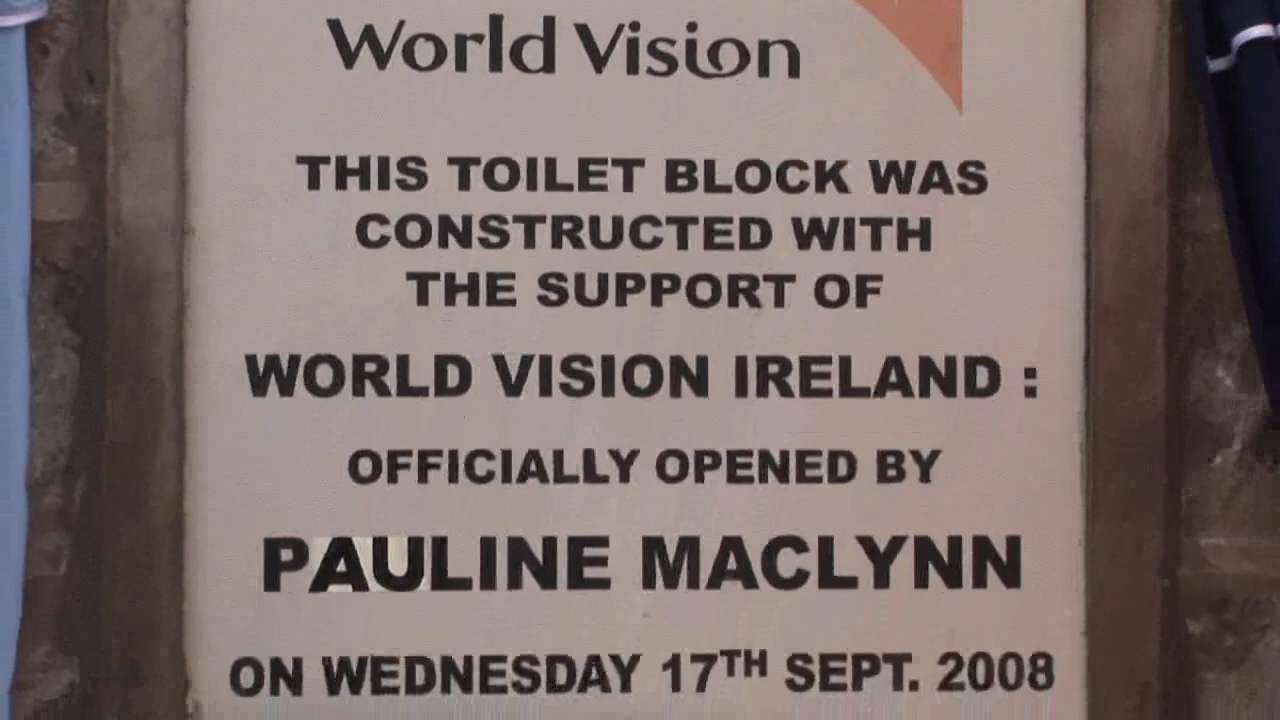 World Vision
THIS TOILET BLOCK WAS
CONSTRUCTED WITH
THE SUPPORT OF
WORLD VISION IRELAND :
OFFICIALLY OPENED BY
PAULINE MACLYNN
ON WEDNESDAY 17TH SEPT. 2008